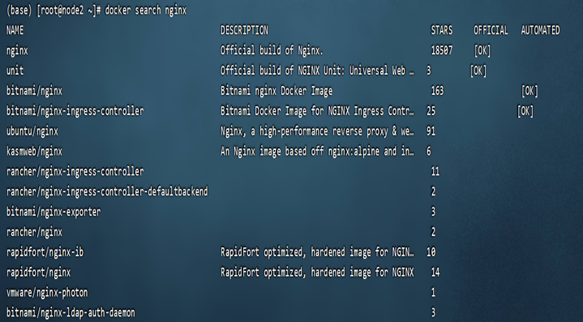 (base) [root@node2 ~]# docker search nginx
NAME DESCRIPTION STARS OFFICIAL AUTOMATED
nginx Official build of Nginx. 18507 [OK]
unit Official build of NGINX Unit: Universal Web … 3 [OK]
bitnami/nginx Bitnami nginx Docker Image 163 [OK]
bitnami/nginx-ingress-controller Bitnami Docker Image for NGINX Ingress Contr… 25 [OK]
ubuntu/nginx Nginx, a high-performance reverse proxy & we… 91
kasmweb/nginx An Nginx image based off nginx:alpine and in… 6
rancher/nginx-ingress-controller 11
rancher/nginx-ingress-controller-defaultbackend 2
bitnami/nginx-exporter 3
rancher/nginx 2
rapidfort/nginx-ib RapidFort optimized, hardened image for NGIN… 10
rapidfort/nginx RapidFort optimized, hardened image for NGINX 14
vmware/nginx-photon 1
bitnami/nginx-ldap-auth-daemon 3